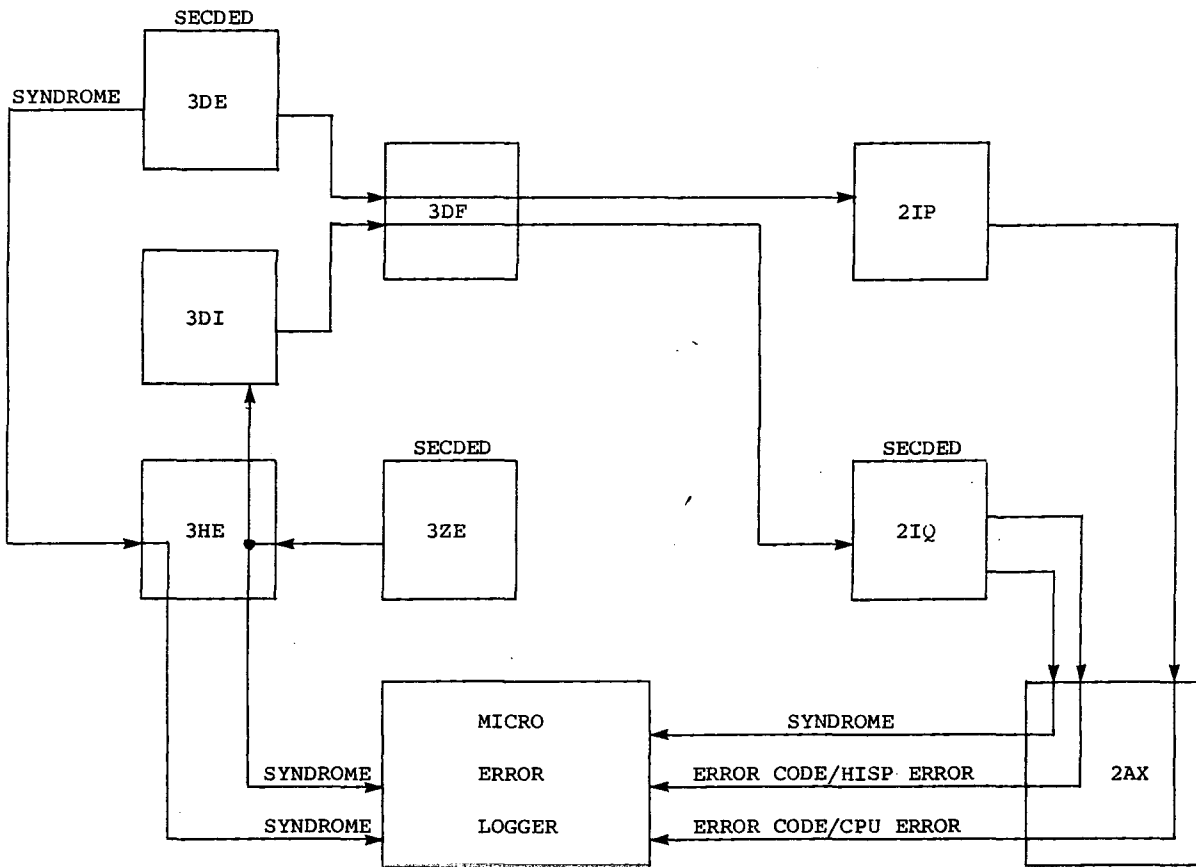 SECDED
SYNDROME
3DE
3DF
2IP
3DI
SECDED
SECDED
3HE
3ZE
2IQ
MICRO
SYNDROME
SYNDROME
ERROR
ERROR CODE/HISP ERROR
2AX
SYNDROME
LOGGER
ERROR CODE/CPU ERROR